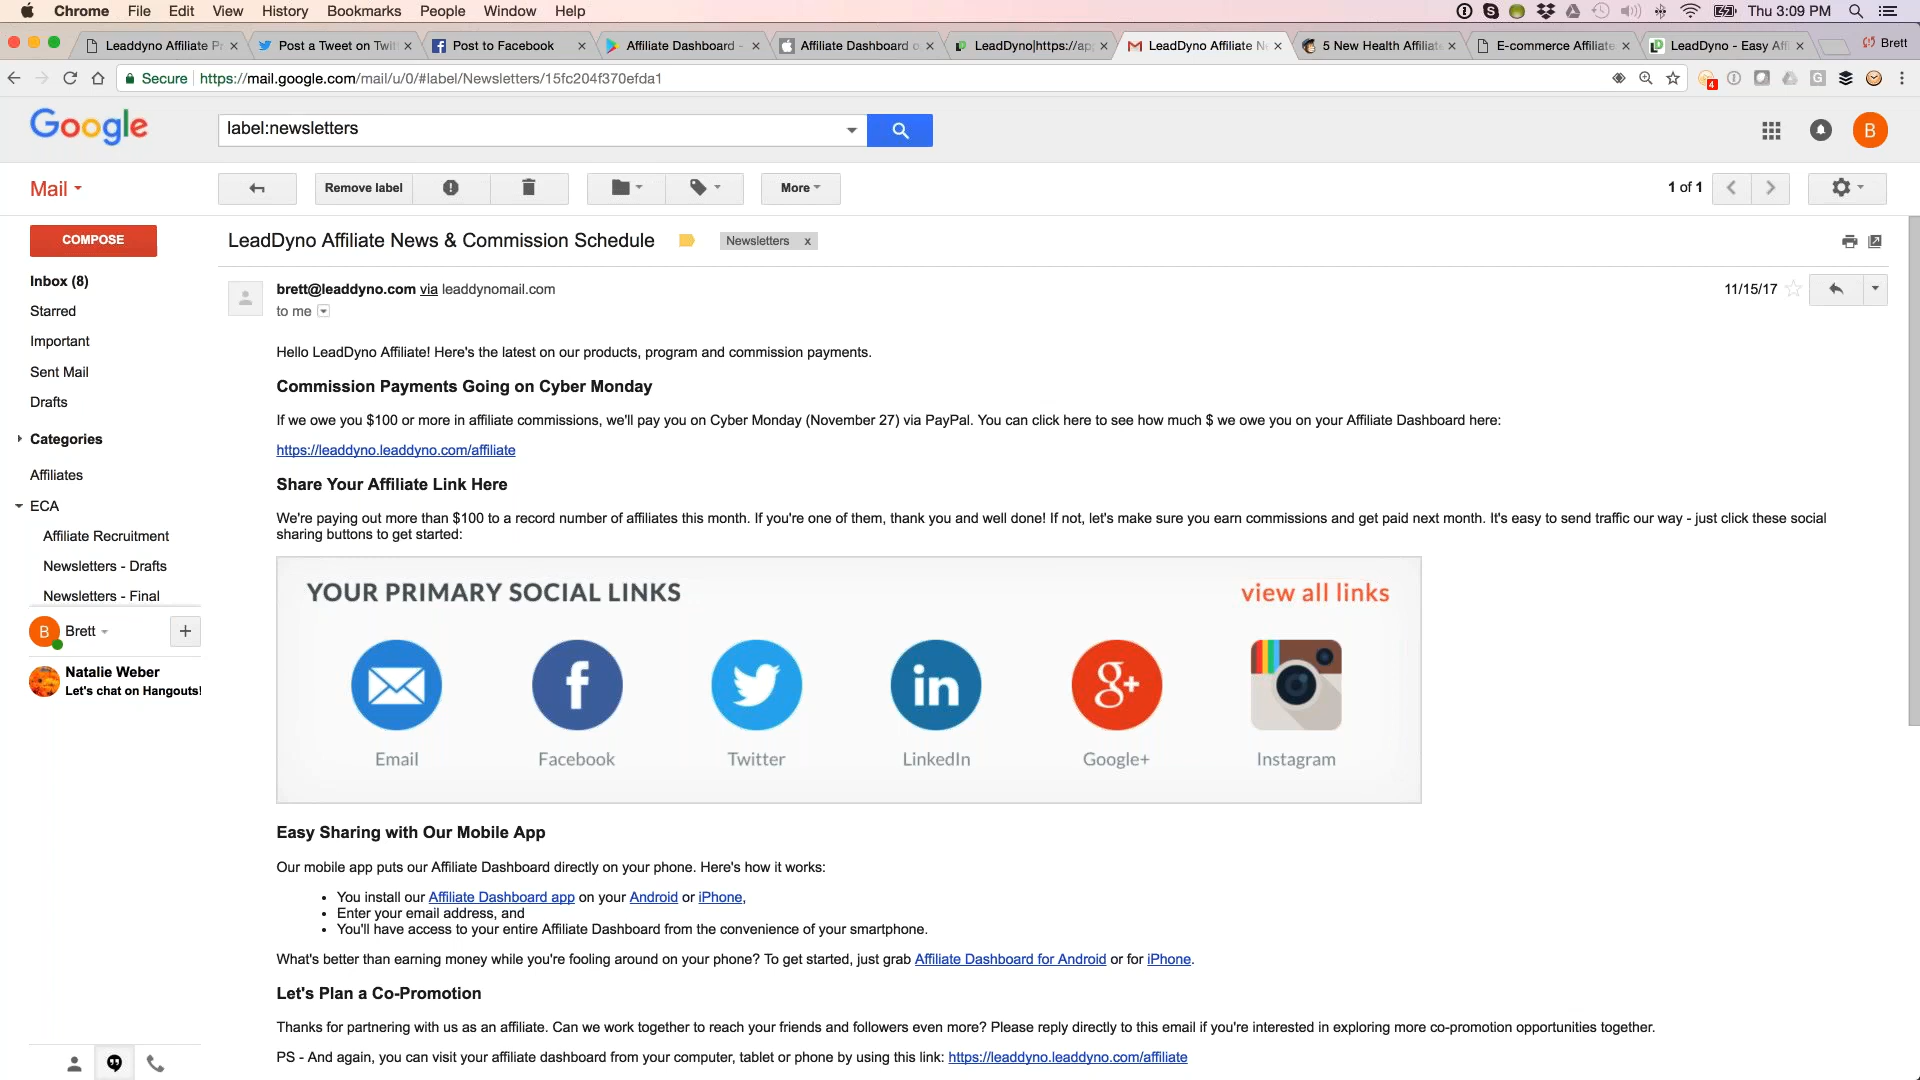 Chrome File Edit View History Bookmarks People Window Help Thu 3:09 PM
Leaddyno Affiliate Pr Post a Tweet on Twitt Post to Facebook Affiliate Dashboard - Affiliate Dashboard o LeadDyno|https://app LeadDyno Affiliate N 5 New Health Affiliate E-commerce Affiliate LeadDyno - Easy Affi Brett
Secure https://mail.google.com/mail/u/0/#label/Newsletters/15fc204f370efda1 4
Google label:newsletters B
Mail Remove label More 1 of 1
COMPOSE
LeadDyno Affiliate News & Commission Schedule Newsletters x
Inbox (8)
Starred
Important
Sent Mail
Drafts
Categories
Affiliates
ECA
Affiliate Recruitment
Newsletters - Drafts
Newsletters - Final
B Brett +
Natalie Weber
Let's chat on Hangouts!
brett@leaddyno.com via leaddynomail.com 11/15/17
to me
Hello LeadDyno Affiliate! Here's the latest on our products, program and commission payments.
Commission Payments Going on Cyber Monday
If we owe you $100 or more in affiliate commissions, we'll pay you on Cyber Monday (November 27) via PayPal. You can click here to see how much $ we owe you on your Affiliate Dashboard here:
https://leaddyno.leaddyno.com/affiliate
Share Your Affiliate Link Here
We're paying out more than $100 to a record number of affiliates this month. If you're one of them, thank you and well done! If not, let's make sure you earn commissions and get paid next month. It's easy to send traffic our way - just click these social
sharing buttons to get started:
YOUR PRIMARY SOCIAL LINKS view all links
Email Facebook Twitter LinkedIn Google+ Instagram
Easy Sharing with Our Mobile App
Our mobile app puts our Affiliate Dashboard directly on your phone. Here's how it works:
• You install our Affiliate Dashboard app on your Android or iPhone,
• Enter your email address, and
• You'll have access to your entire Affiliate Dashboard from the convenience of your smartphone.
What's better than earning money while you're fooling around on your phone? To get started, just grab Affiliate Dashboard for Android or for iPhone.
Let's Plan a Co-Promotion
Thanks for partnering with us as an affiliate. Can we work together to reach your friends and followers even more? Please reply directly to this email if you're interested in exploring more co-promotion opportunities together.
PS - And again, you can visit your affiliate dashboard from your computer, tablet or phone by using this link: https://leaddyno.leaddyno.com/affiliate